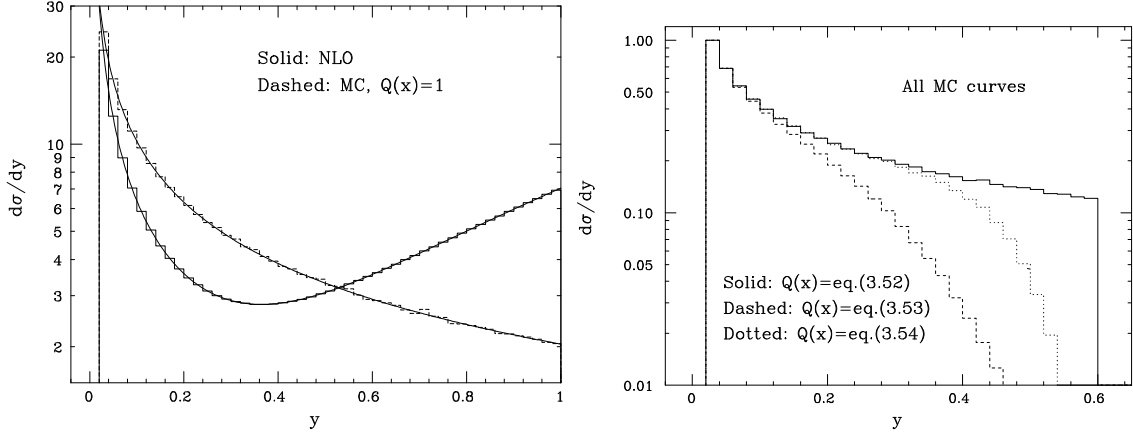 30
20
10
9
8
7
6
5
4
3
2
dσ/dy
Solid: NLO
Dashed: MC, Q(x)=1
0
0.2
0.4
0.6
0.8
1
y
1.00
0.50
0.10
0.05
0.01
dσ/dy
All MC curves
Solid: Q(x)=eq.(3.52)
Dashed: Q(x)=eq.(3.53)
Dotted: Q(x)=eq.(3.54)
0
0.2
0.4
0.6
y